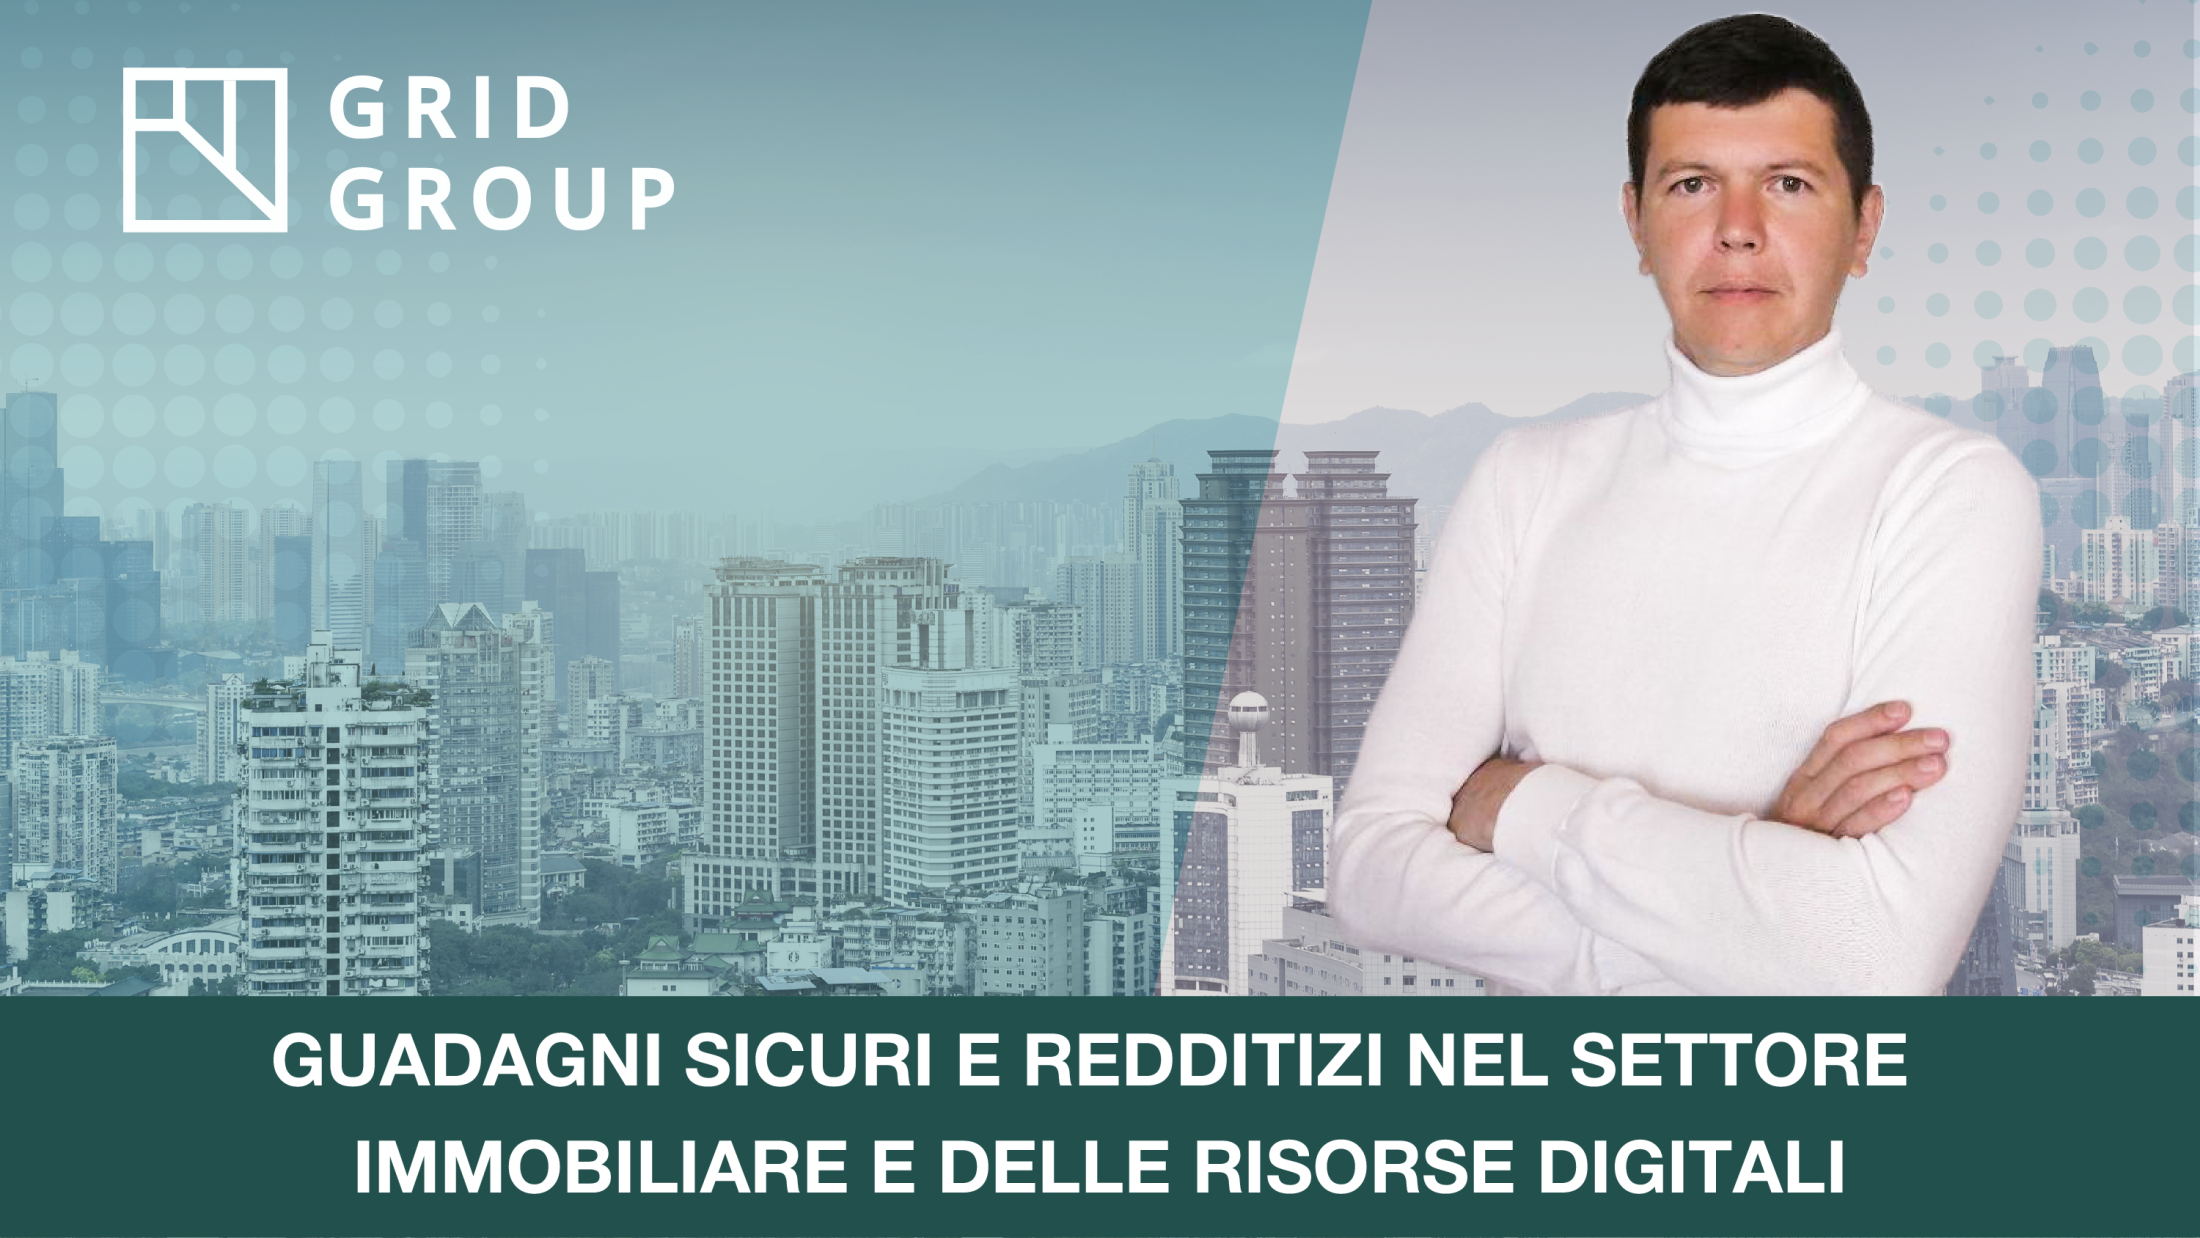 GRID
GROUP
GUADAGNI SICURI E REDDITIZI NEL SETTORE
IMMOBILIARE E DELLE RISORSE DIGITALI